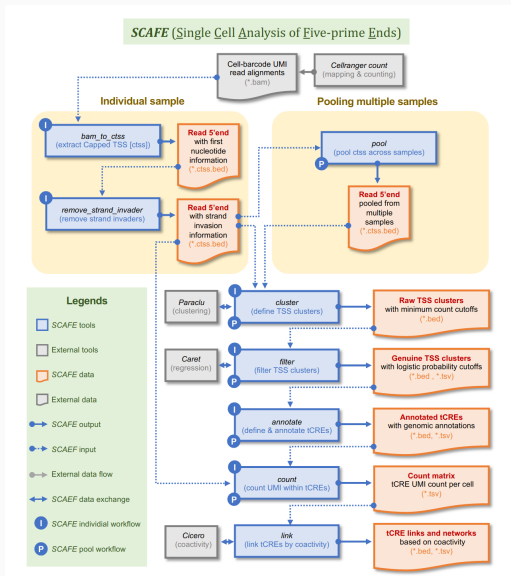 SCAFE (Single Cell Analysis of Five-prime Ends)
Cell-barcode UMI
read alignments
(*.bam)
Cellranger count
(mapping & counting)
Individual sample
Pooling multiple samples
I
bam_to_ctss
(extract Capped TSS [ctss])
Read 5'end
with first
nucleotide
information
(*.ctss.bed)
pool
(pool ctss across samples)
P
I
remove_strand_invader
(remove strand invaders)
Read 5'end
with strand
invasion
information
(*.ctss.bed)
Read 5'end
pooled from
multiple
samples
(*.ctss.bed)
Legends
SCAFE tools
External tools
SCAFE data
External data
SCAEF output
SCAEF input
External data flow
SCAEF data exchange
I
SCAFE individial workflow
P
SCAFE pool workflow
Paraclu
(clustering)
I
cluster
(define TSS clusters)
P
Raw TSS clusters
with minimum count cutoffs
(*.bed)
Caret
(regression)
I
filter
(filter TSS clusters)
P
Genuine TSS clusters
with logistic probability cutoffs
(*.bed , *.tsv)
I
annotate
(define & annotate tCREs)
P
Annotated tCREs
with genomic annotations
(*.bed, *.tsv)
I
count
(count UMI within tCREs)
P
Count matrix
tCRE UMI count per cell
(*.tsv)
Cicero
(coactivity)
I
link
(link tCREs by coactivity)
P
tCRE links and networks
based on coactivity
(*.bed, *.tsv)